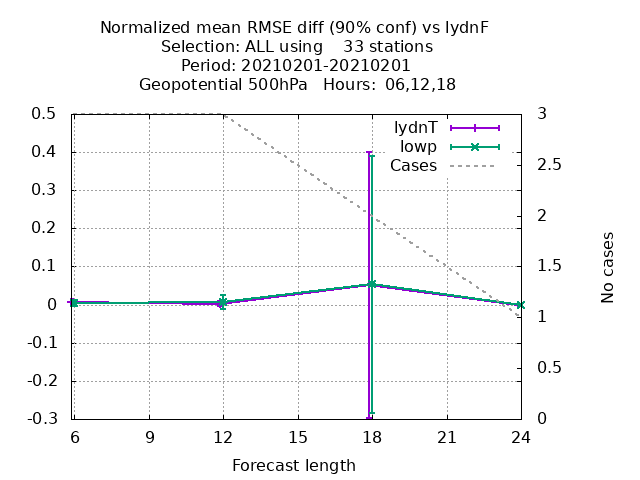 Normalized mean RMSE diff (90% conf) vs lydnF
Selection: ALL using    33 stations
Period: 20210201-20210201
Geopotential 500hPa   Hours:  06,12,18
lydnT
lowp
Cases
0.5
0.4
0.3
0.2
0.1
0
-0.1
-0.2
-0.3
3
2.5
2
1.5
1
0.5
0
No cases
6 9 12 15 18 21 24
Forecast length